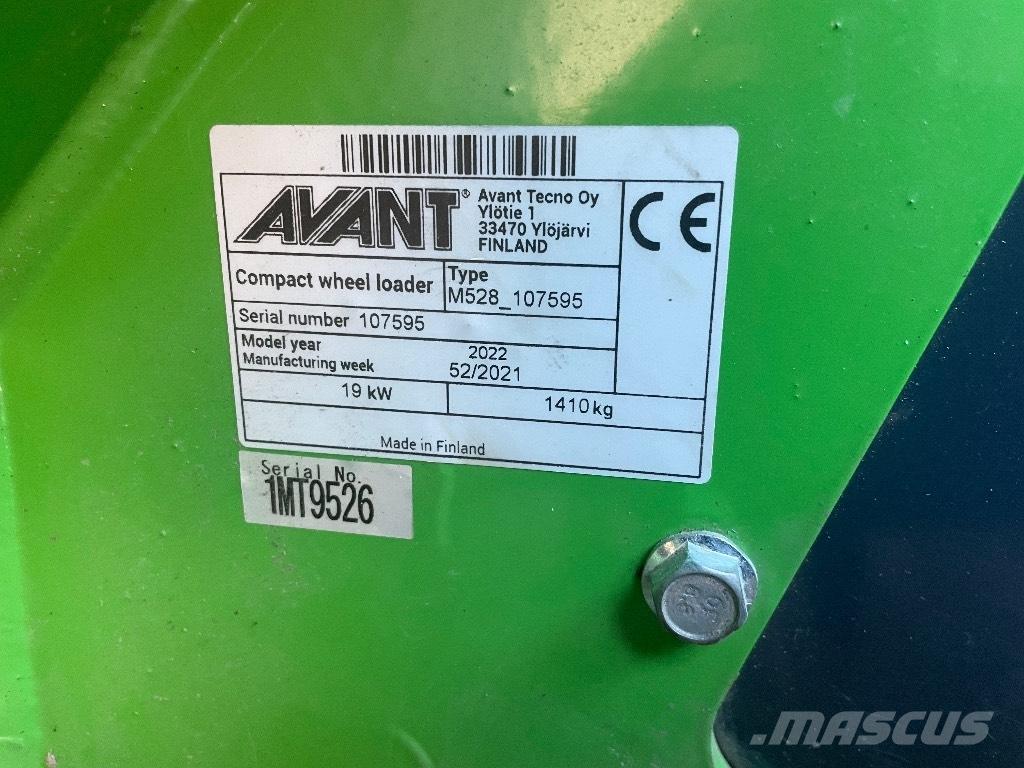 AVANT®
Avant Tecno Oy
Ylötie 1
33470 Ylöjärvi
FINLAND
CE
Compact wheel loader
Type
M528_107595
Serial number 107595
Model year 2022
Manufacturing week 52/2021
19 kW 1410kg
Made in Finland
Serial No.
1MT9526
MASCUS